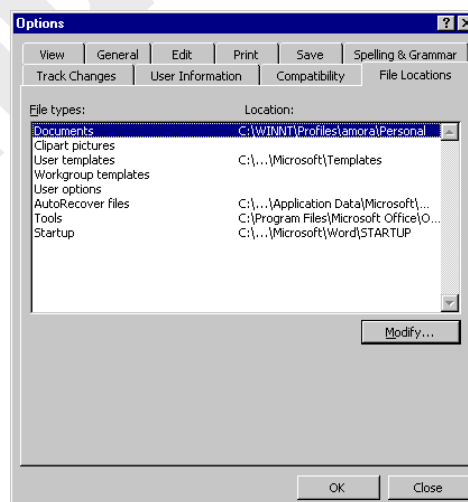 Options
View General Edit Print Save Spelling & Grammar
Track Changes User Information Compatibility File Locations
File types: Location:
Documents C:\WINNT\Profiles\amora\Personal
Clipart pictures
User templates C:\...\Microsoft\Templates
Workgroup templates
User options
AutoRecover files C:\...\Application Data\Microsoft\...
Tools C:\Program Files\Microsoft Office\O...
Startup C:\...\Microsoft\Word\STARTUP
Modify...
OK Close